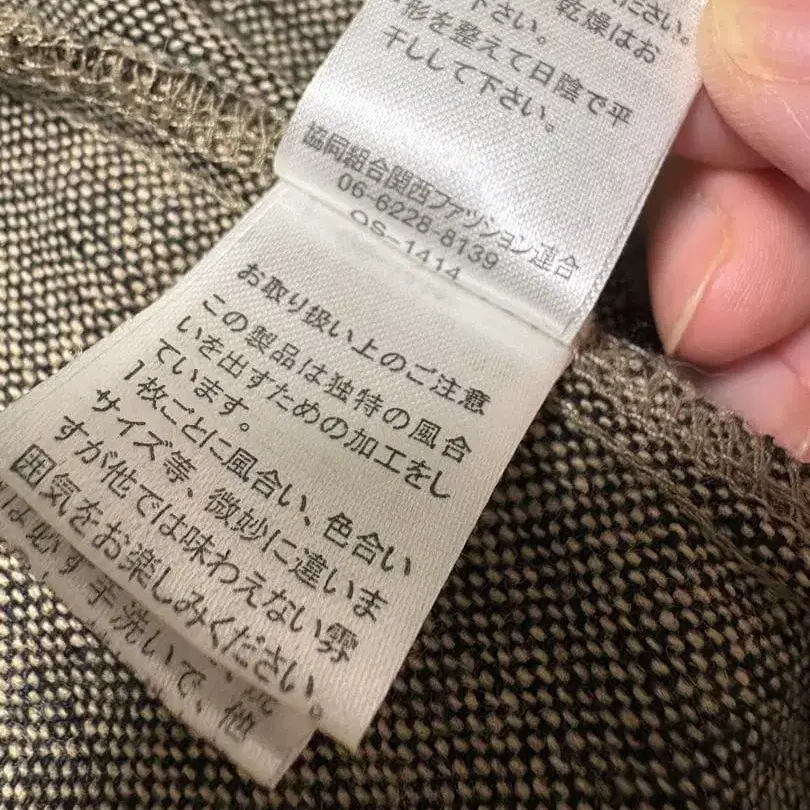 ください。
下さい。乾燥はお
形を整えて日陰で平
干しして下さい。
協同組合関西ファッション連合
06-6228-8139
QS-1414
お取り扱い上のご注意
この製品は独特の風合
いを出すための加工をし
ています。
1枚ごとに風合い、色合い
サイズ等、微妙に違いま
すが他では味わえない雰
囲気をお楽しみください。
は必ず手洗いで、他